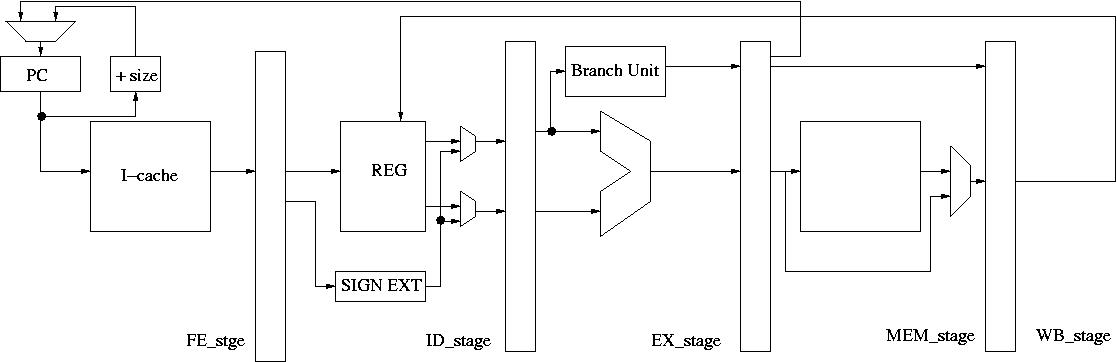 PC
+ size
Branch Unit
I-cache
REG
SIGN EXT
FE_stge
ID_stage
EX_stage
MEM_stage
WB_stage